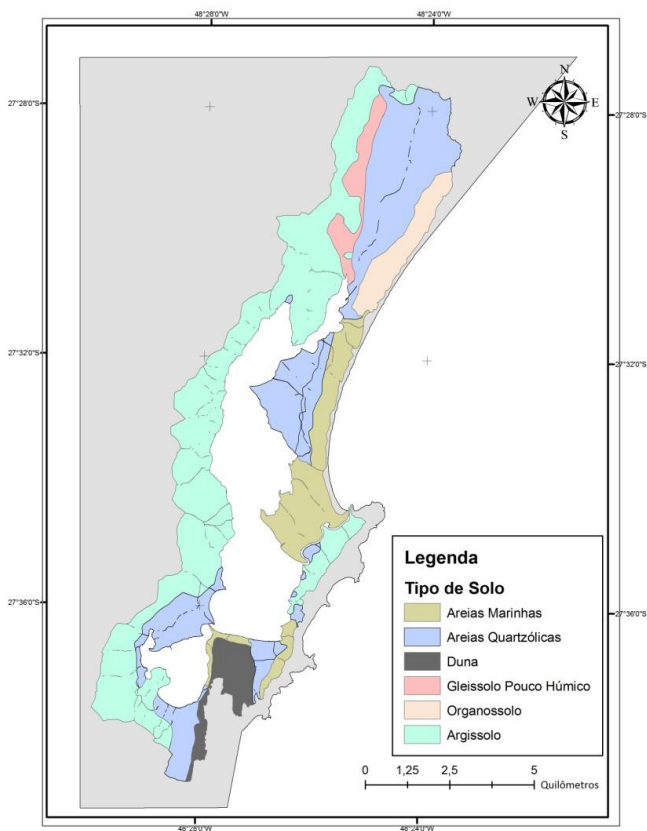 48°28'0"W
48°24'0"W
N
W
E
S
27°28'0"S
27°28'0"S
27°32'0"S
27°32'0"S
27°36'0"S
27°36'0"S
Legenda
Tipo de Solo
Areias Marinhas
Areias Quartzólicas
Duna
Gleissolo Pouco Húmico
Organossolo
Argissolo
0 1,25 2,5 5
Quilômetros
48°28'0"W
48°24'0"W